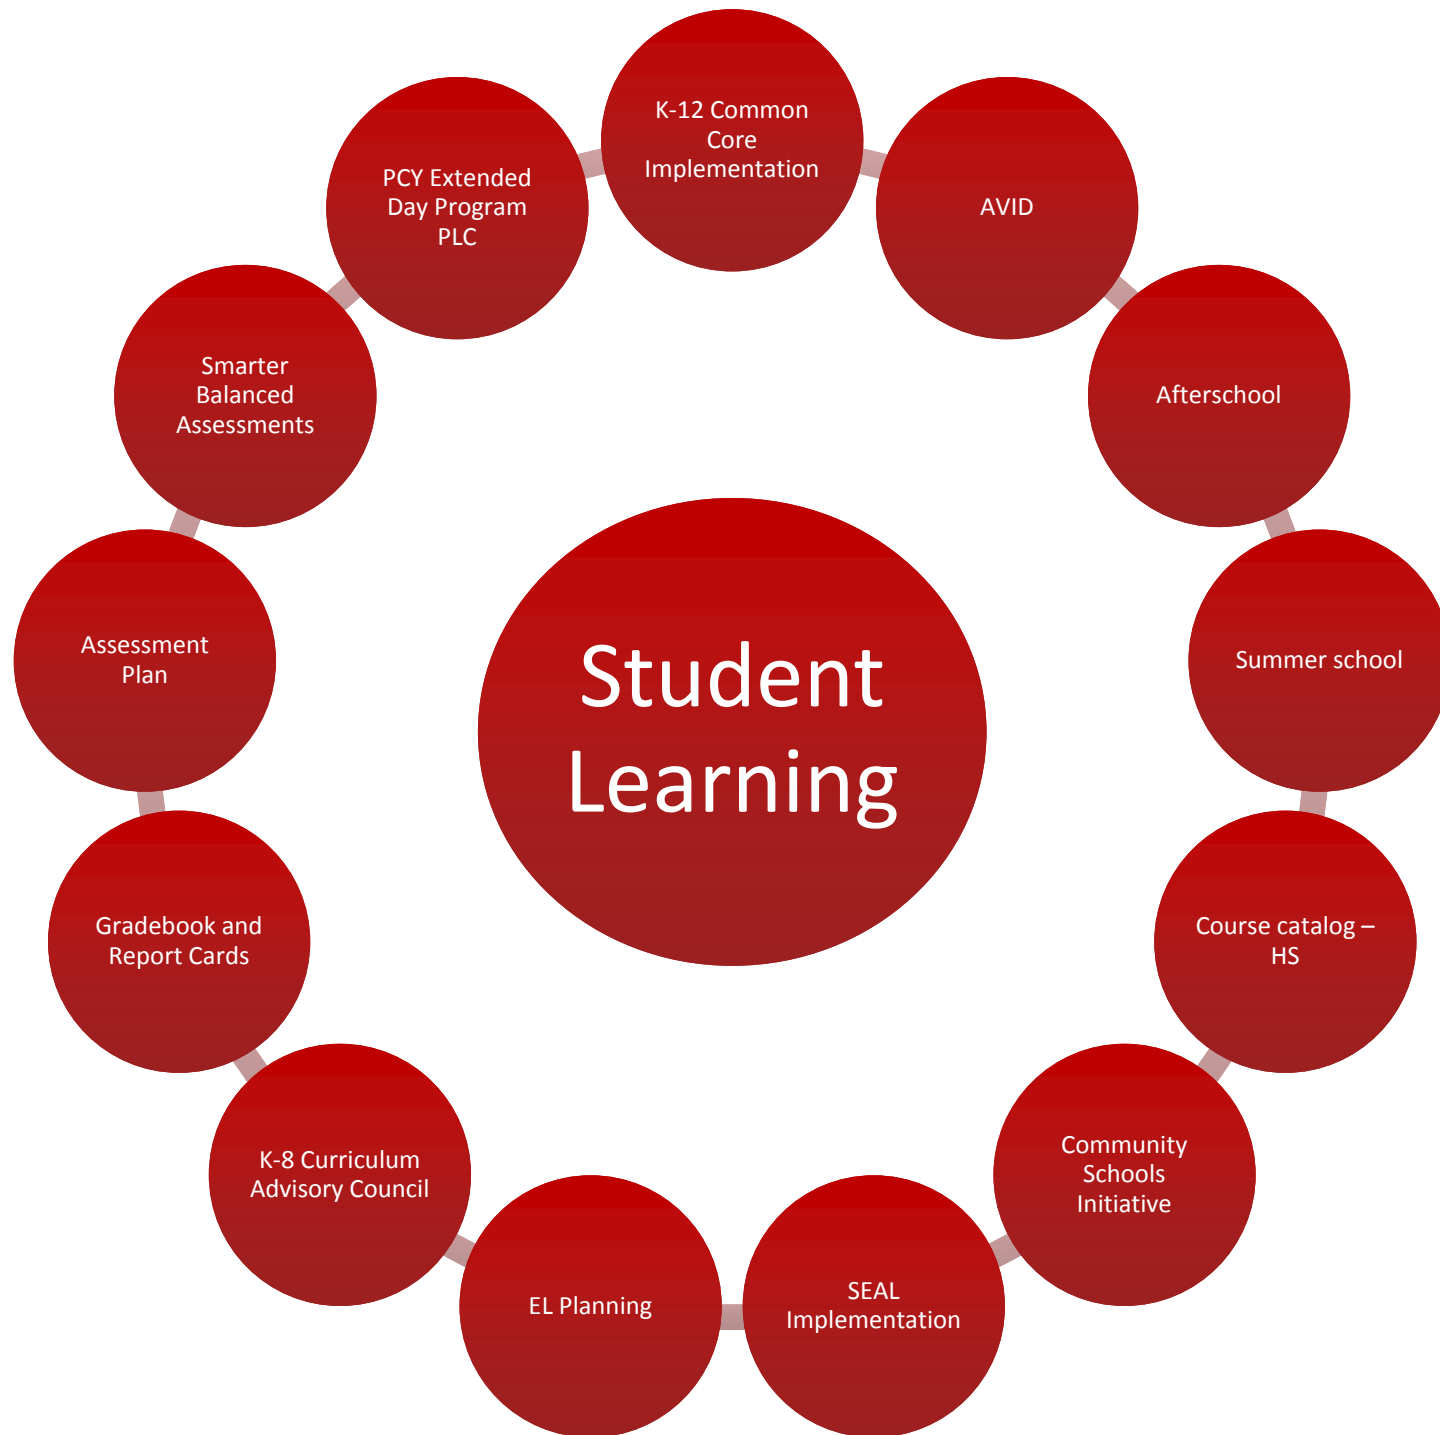 K-12 Common
Core
Implementation
AVID
Afterschool
Summer school
Course catalog –
HS
Community
Schools
Initiative
SEAL
Implementation
EL Planning
K-8 Curriculum
Advisory Council
Gradebook and
Report Cards
Assessment
Plan
Smarter
Balanced
Assessments
PCY Extended
Day Program
PLC
Student
Learning